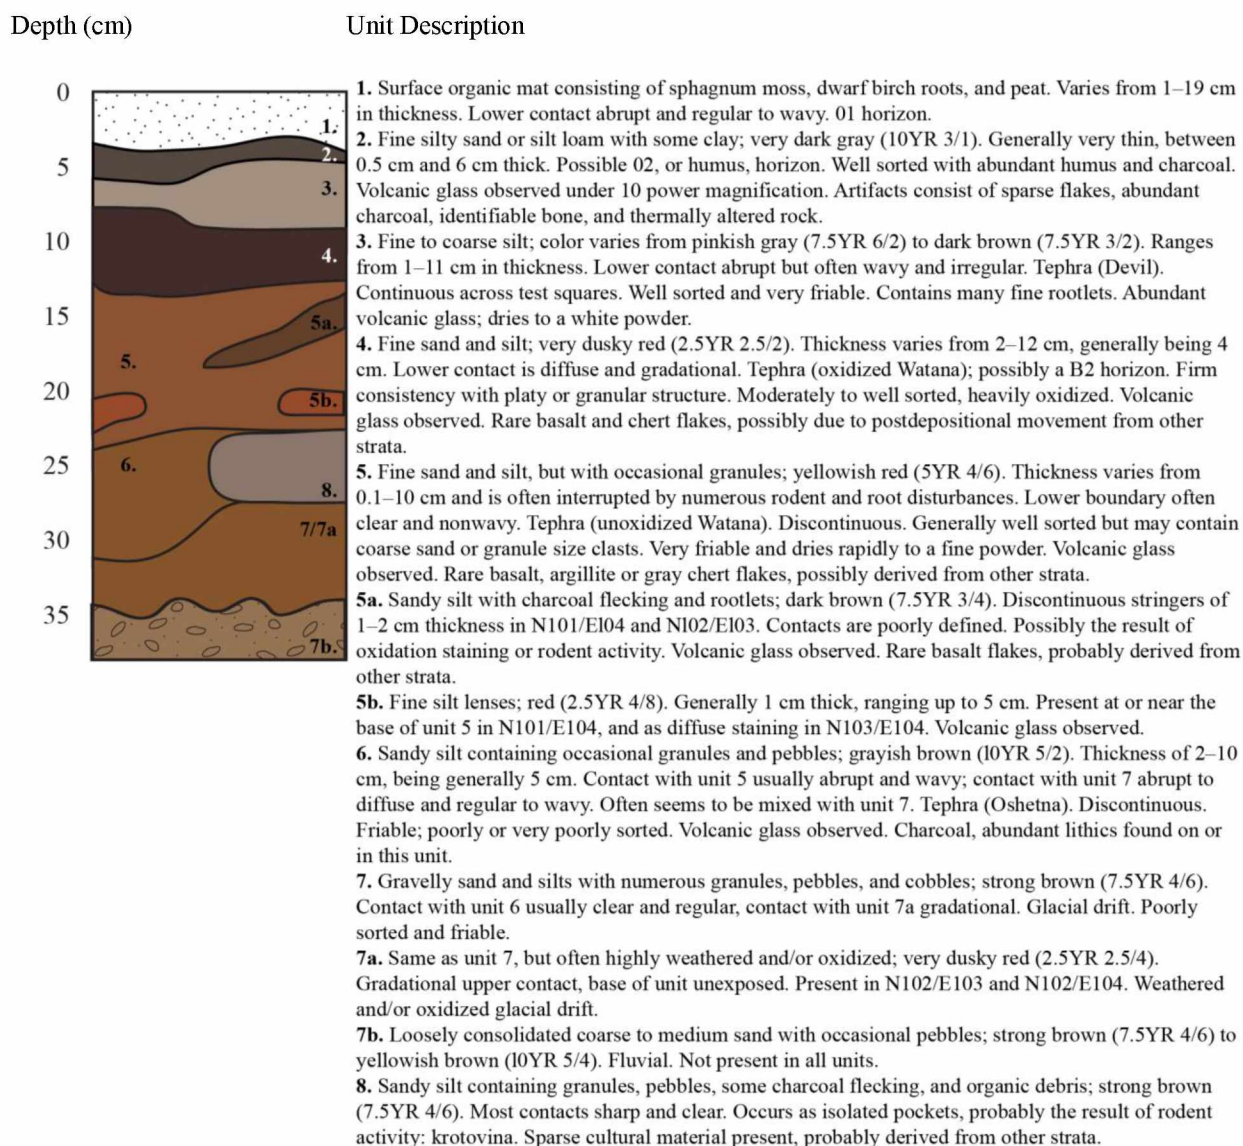 Depth (cm)
Unit Description
0
5
10
15
20
25
30
35
1.
2.
3.
4.
5a.
5.
5b.
6.
8.
7/7a
7b.
1. Surface organic mat consisting of sphagnum moss, dwarf birch roots, and peat. Varies from 1–19 cm
in thickness. Lower contact abrupt and regular to wavy. 01 horizon.
2. Fine silty sand or silt loam with some clay; very dark gray (10YR 3/1). Generally very thin, between
0.5 cm and 6 cm thick. Possible 02, or humus, horizon. Well sorted with abundant humus and charcoal.
Volcanic glass observed under 10 power magnification. Artifacts consist of sparse flakes, abundant
charcoal, identifiable bone, and thermally altered rock.
3. Fine to coarse silt; color varies from pinkish gray (7.5YR 6/2) to dark brown (7.5YR 3/2). Ranges
from 1–11 cm in thickness. Lower contact abrupt but often wavy and irregular. Tephra (Devil).
Continuous across test squares. Well sorted and very friable. Contains many fine rootlets. Abundant
volcanic glass; dries to a white powder.
4. Fine sand and silt; very dusky red (2.5YR 2.5/2). Thickness varies from 2–12 cm, generally being 4
cm. Lower contact is diffuse and gradational. Tephra (oxidized Watana); possibly a B2 horizon. Firm
consistency with platy or granular structure. Moderately to well sorted, heavily oxidized. Volcanic
glass observed. Rare basalt and chert flakes, possibly due to postdepositional movement from other
strata.
5. Fine sand and silt, but with occasional granules; yellowish red (5YR 4/6). Thickness varies from
0.1–10 cm and is often interrupted by numerous rodent and root disturbances. Lower boundary often
clear and nonwavy. Tephra (unoxidized Watana). Discontinuous. Generally well sorted but may contain
coarse sand or granule size clasts. Very friable and dries rapidly to a fine powder. Volcanic glass
observed. Rare basalt, argillite or gray chert flakes, possibly derived from other strata.
5a. Sandy silt with charcoal flecking and rootlets; dark brown (7.5YR 3/4). Discontinuous stringers of
1–2 cm thickness in N101/El04 and Nl02/El03. Contacts are poorly defined. Possibly the result of
oxidation staining or rodent activity. Volcanic glass observed. Rare basalt flakes, probably derived from
other strata.
5b. Fine silt lenses; red (2.5YR 4/8). Generally 1 cm thick, ranging up to 5 cm. Present at or near the
base of unit 5 in N101/E104, and as diffuse staining in N103/E104. Volcanic glass observed.
6. Sandy silt containing occasional granules and pebbles; grayish brown (l0YR 5/2). Thickness of 2–10
cm, being generally 5 cm. Contact with unit 5 usually abrupt and wavy; contact with unit 7 abrupt to
diffuse and regular to wavy. Often seems to be mixed with unit 7. Tephra (Oshetna). Discontinuous.
Friable; poorly or very poorly sorted. Volcanic glass observed. Charcoal, abundant lithics found on or
in this unit.
7. Gravelly sand and silts with numerous granules, pebbles, and cobbles; strong brown (7.5YR 4/6).
Contact with unit 6 usually clear and regular, contact with unit 7a gradational. Glacial drift. Poorly
sorted and friable.
7a. Same as unit 7, but often highly weathered and/or oxidized; very dusky red (2.5YR 2.5/4).
Gradational upper contact, base of unit unexposed. Present in N102/E103 and N102/E104. Weathered
and/or oxidized glacial drift.
7b. Loosely consolidated coarse to medium sand with occasional pebbles; strong brown (7.5YR 4/6) to
yellowish brown (l0YR 5/4). Fluvial. Not present in all units.
8. Sandy silt containing granules, pebbles, some charcoal flecking, and organic debris; strong brown
(7.5YR 4/6). Most contacts sharp and clear. Occurs as isolated pockets, probably the result of rodent
activity: krotovina. Sparse cultural material present, probably derived from other strata.